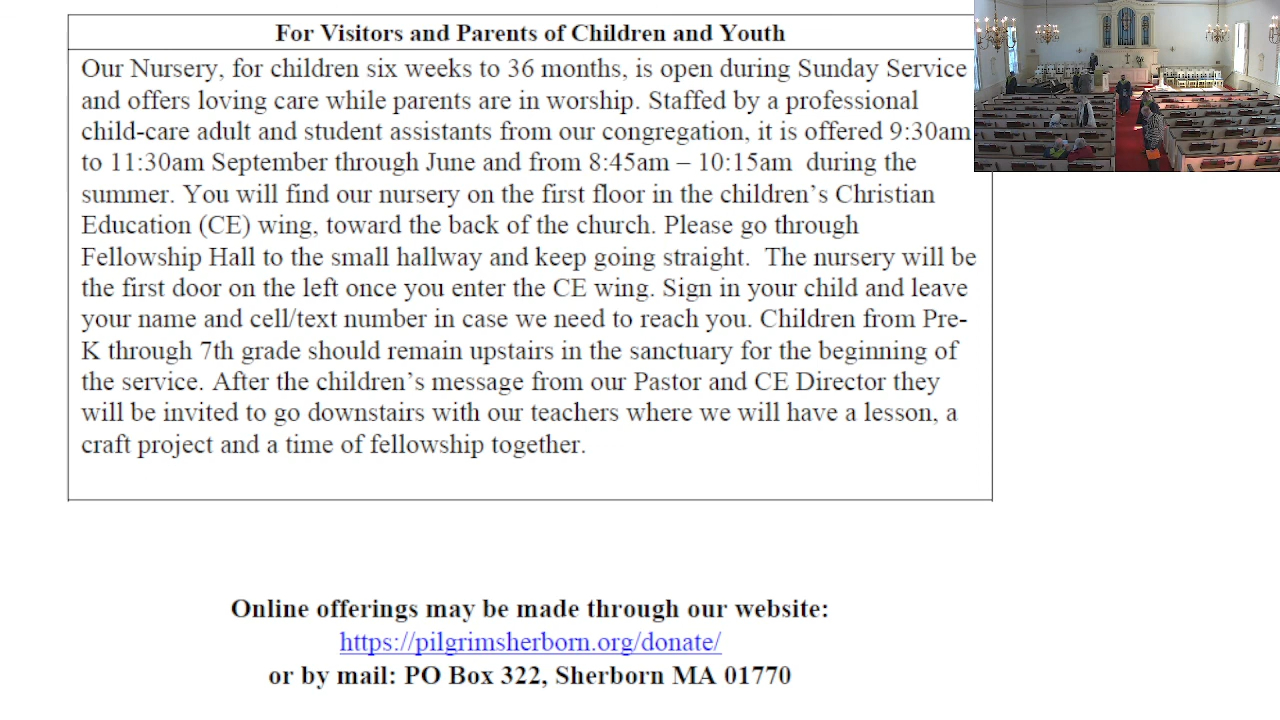 For Visitors and Parents of Children and Youth
Our Nursery, for children six weeks to 36 months, is open during Sunday Service
and offers loving care while parents are in worship. Staffed by a professional
child-care adult and student assistants from our congregation, it is offered 9:30am
to 11:30am September through June and from 8:45am – 10:15am  during the
summer. You will find our nursery on the first floor in the children’s Christian
Education (CE) wing, toward the back of the church. Please go through
Fellowship Hall to the small hallway and keep going straight.  The nursery will be
the first door on the left once you enter the CE wing. Sign in your child and leave
your name and cell/text number in case we need to reach you. Children from Pre-
K through 7th grade should remain upstairs in the sanctuary for the beginning of
the service. After the children’s message from our Pastor and CE Director they
will be invited to go downstairs with our teachers where we will have a lesson, a
craft project and a time of fellowship together.
Online offerings may be made through our website:
https://pilgrimsherborn.org/donate/
or by mail: PO Box 322, Sherborn MA 01770